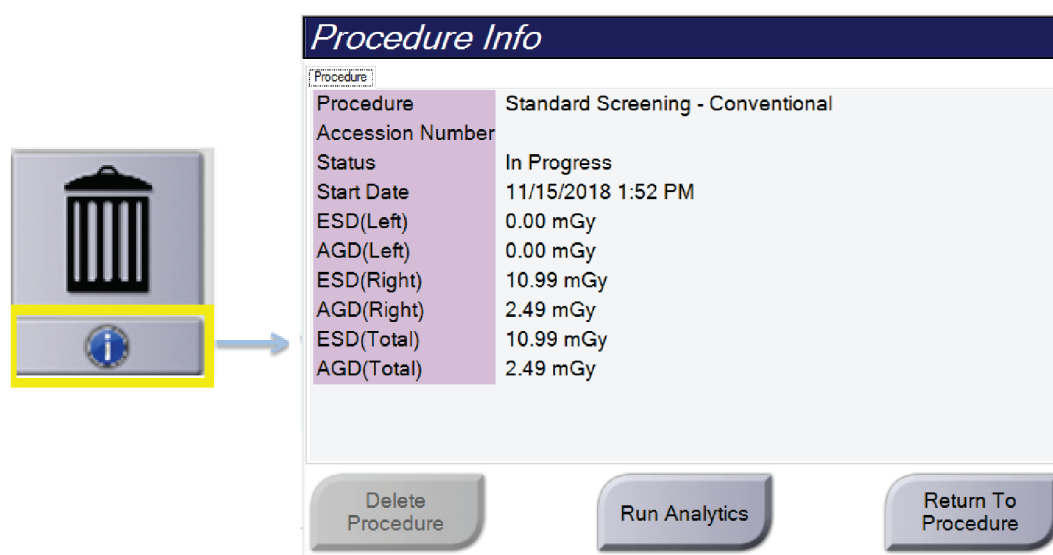 Procedure Info
Procedure
Procedure Standard Screening - Conventional
Accession Number
Status In Progress
Start Date 11/15/2018 1:52 PM
ESD(Left) 0.00 mGy
AGD(Left) 0.00 mGy
ESD(Right) 10.99 mGy
AGD(Right) 2.49 mGy
ESD(Total) 10.99 mGy
AGD(Total) 2.49 mGy
i
Delete
Procedure
Run Analytics
Return To
Procedure